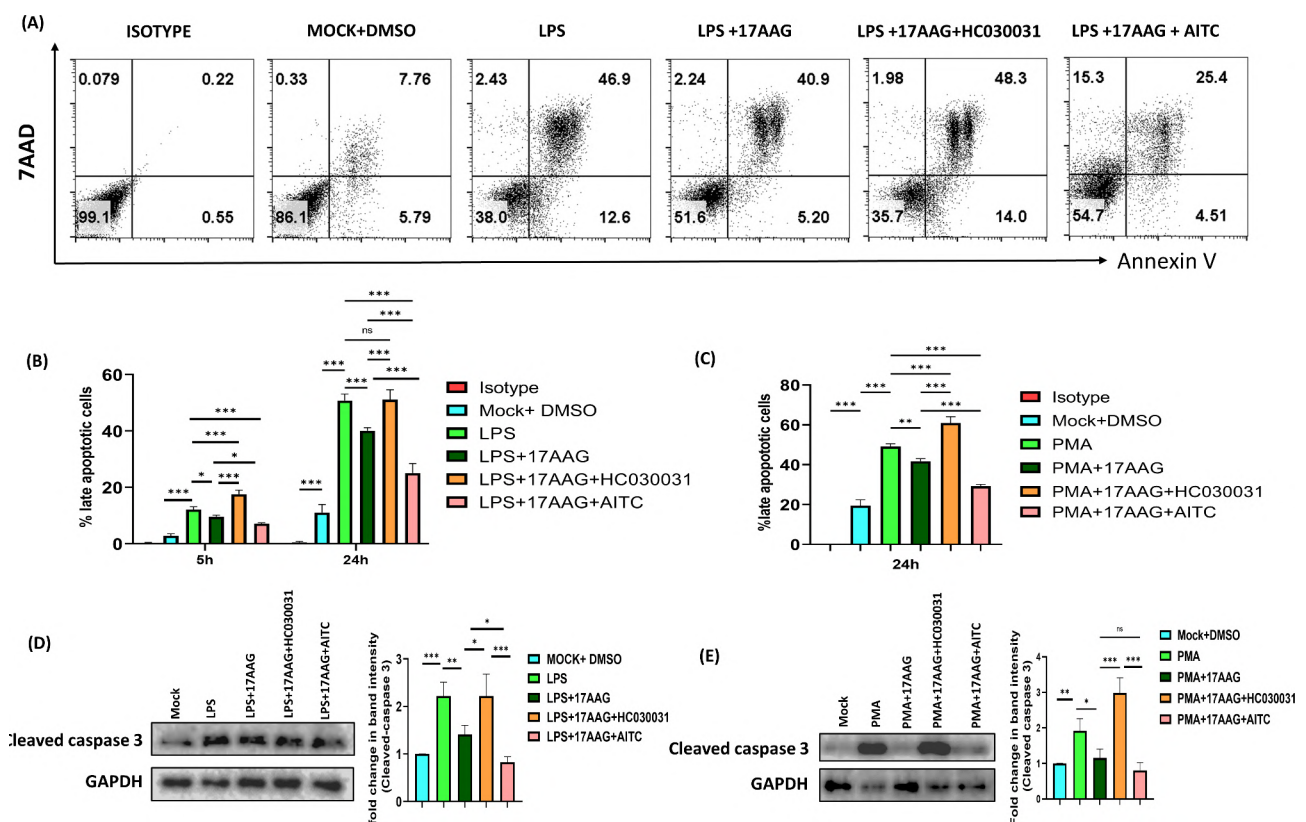 (A)
ISOTYPE MOCK+DMSO LPS LPS +17AAG LPS +17AAG+HC030031 LPS +17AAG + AITC
0.079 0.22 0.33 7.76 2.43 46.9 2.24 40.9 1.98 48.3 15.3 25.4
7AAD
99.1 0.55 86.1 5.79 38.0 12.6 51.6 5.20 35.7 14.0 54.7 4.51
Annexin V
(B)
*** *** ns *** *** *** *** *** *** *** * * *** *** ***
% late apoptotic cells
60
40
20
0
5h 24h
Isotype
Mock+ DMSO
LPS
LPS+17AAG
LPS+17AAG+HC030031
LPS+17AAG+AITC
(C)
*** *** *** *** *** ** ***
%late apopototic cells
80
60
40
20
0
24h
Isotype
Mock+DMSO
PMA
PMA+17AAG
PMA+17AAG+HC030031
PMA+17AAG+AITC
(D)
Mock LPS LPS+17AAG LPS+17AAG+HC030031 LPS+17AAG+AITC
Cleaved caspase 3
GAPDH
Fold change in band intensity
(Cleaved-caspase 3)
3
2
1
0
*** ** * * ***
MOCK+ DMSO
LPS
LPS+17AAG
LPS+17AAG+HC030031
LPS+17AAG+AITC
(E)
Mock PMA PMA+17AAG PMA+17AAG+HC030031 PMA+17AAG+AITC
Cleaved caspase 3
GAPDH
Fold change in band intensity
(Cleaved caspase 3)
4
2
1
0
** * *** *** ns
Mock+DMSO
PMA
PMA+17AAG
PMA+17AAG+HC030031
PMA+17AAG+AITC